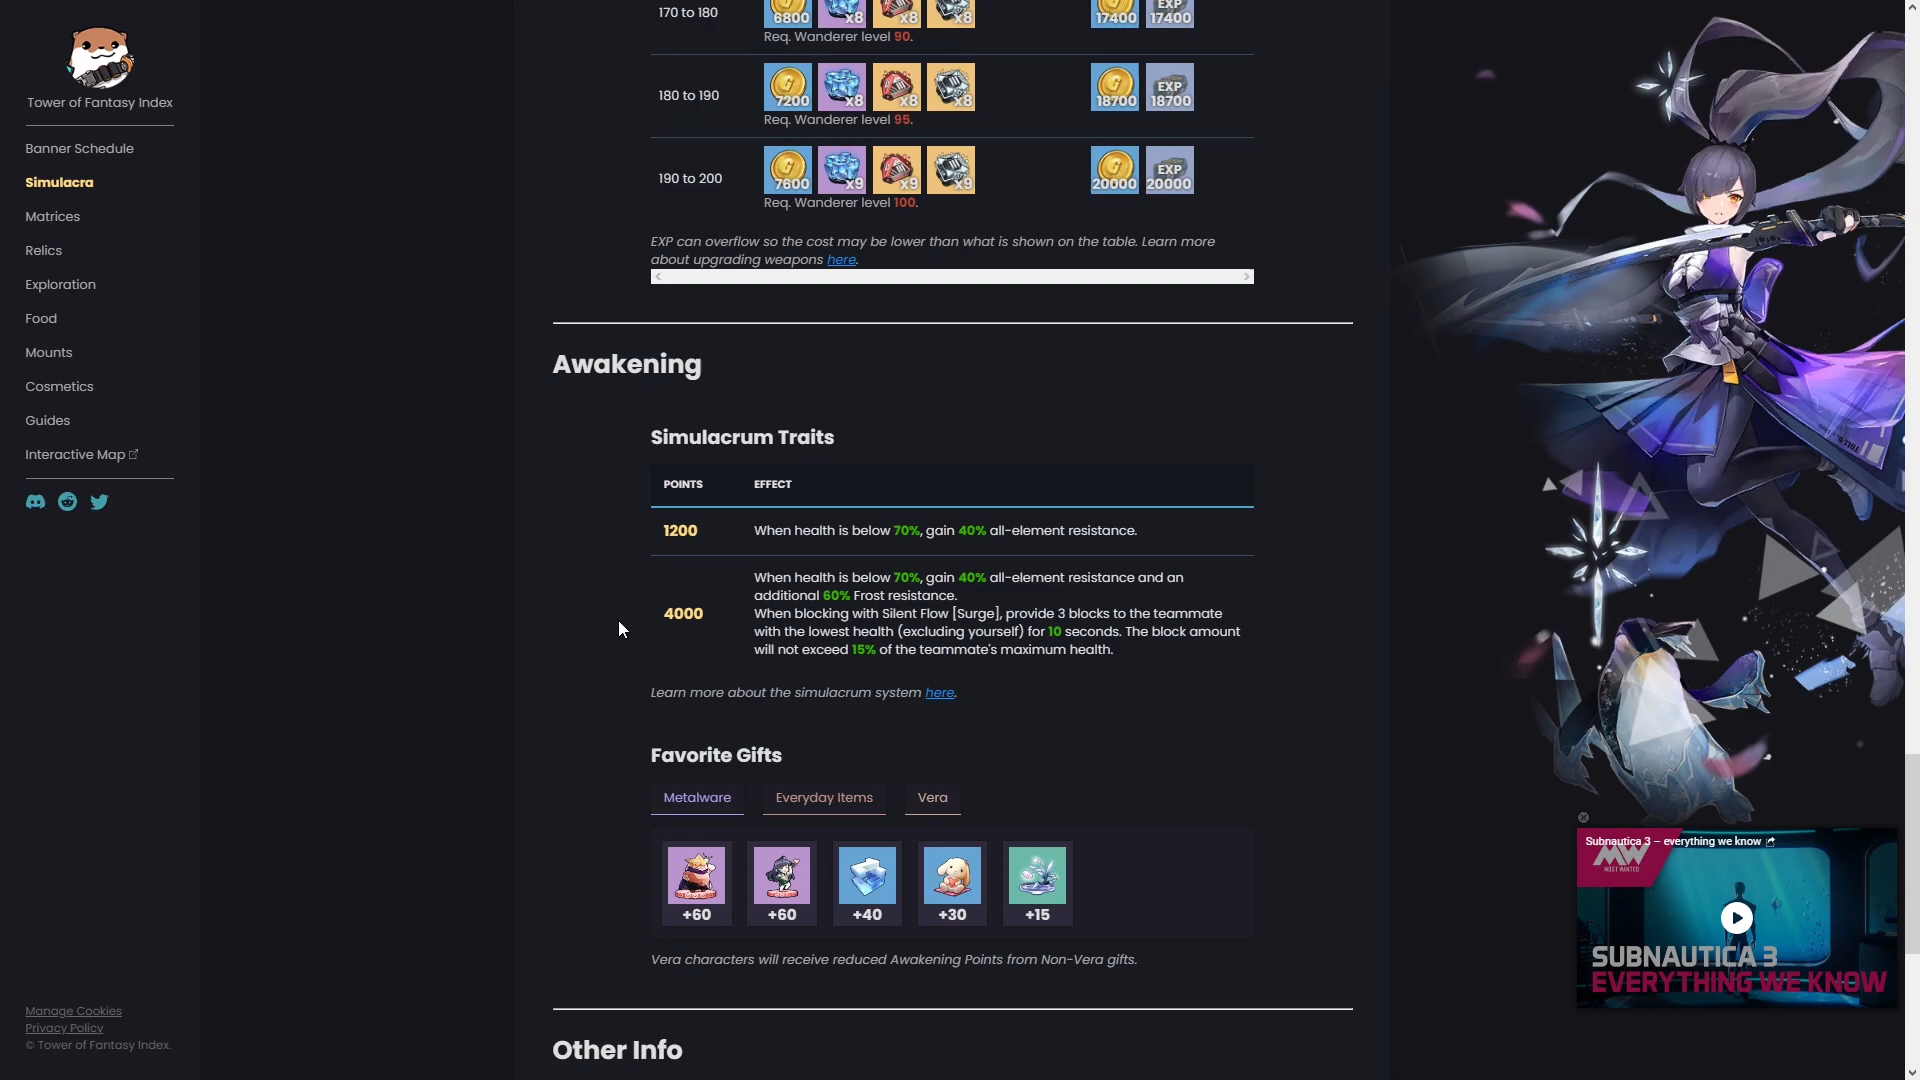 Tower of Fantasy Index
Banner Schedule
Simulacra
Matrices
Relics
Exploration
Food
Mounts
Cosmetics
Guides
Interactive Map
Manage Cookies
Privacy Policy
© Tower of Fantasy Index.
170 to 180
6800
x8
x8
x8
17400
EXP
17400
Req. Wanderer level 90.
180 to 190
7200
x8
x8
x8
18700
EXP
18700
Req. Wanderer level 95.
190 to 200
7600
x9
x9
x9
20000
EXP
20000
Req. Wanderer level 100.
EXP can overflow so the cost may be lower than what is shown on the table. Learn more
about upgrading weapons here.
Awakening
Simulacrum Traits
POINTS EFFECT
1200 When health is below 70%, gain 40% all-element resistance.
4000
When health is below 70%, gain 40% all-element resistance and an
additional 60% Frost resistance.
When blocking with Silent Flow [Surge], provide 3 blocks to the teammate
with the lowest health (excluding yourself) for 10 seconds. The block amount
will not exceed 15% of the teammate's maximum health.
Learn more about the simulacrum system here.
Favorite Gifts
Metalware Everyday Items Vera
+60 +60 +40 +30 +15
Vera characters will receive reduced Awakening Points from Non-Vera gifts.
Other Info
Subnautica 3 – everything we know
MW
MOST WANTED
SUBNAUTICA 3
EVERYTHING WE KNOW